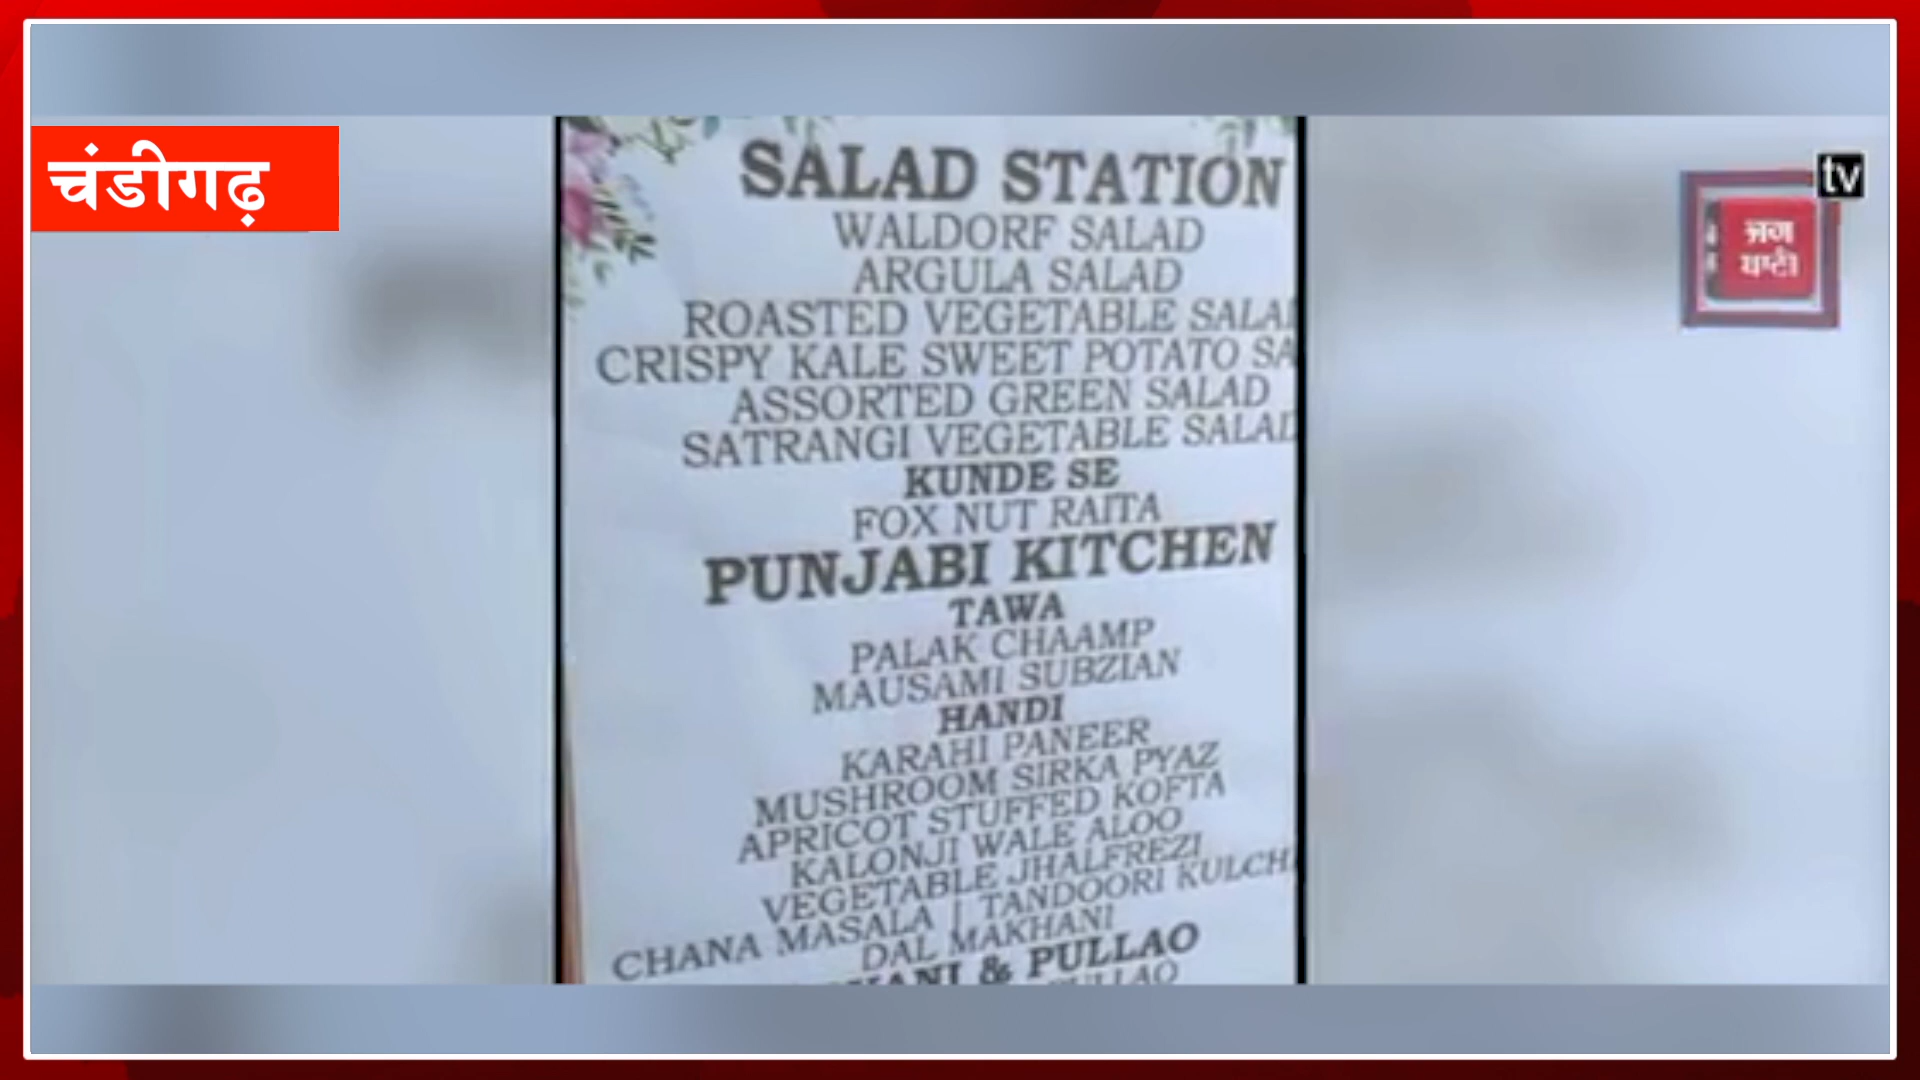 चंडीगढ़
tv
जग
बाणी
SALAD STATION
WALDORF SALAD
ARGULA SALAD
ROASTED VEGETABLE SALA
CRISPY KALE SWEET POTATO SA
ASSORTED GREEN SALAD
SATRANGI VEGETABLE SALAD
KUNDE SE
FOX NUT RAITA
PUNJABI KITCHEN
TAWA
PALAK CHAAMP
MAUSAMI SUBZIAN
HANDI
KARAHI PANEER
MUSHROOM SIRKA PYAZ
APRICOT STUFFED KOFTA
KALONJI WALE ALOO
VEGETABLE JHALFREZI
CHANA MASALA | TANDOORI KULCH
DAL MAKHANI
& PULLAO